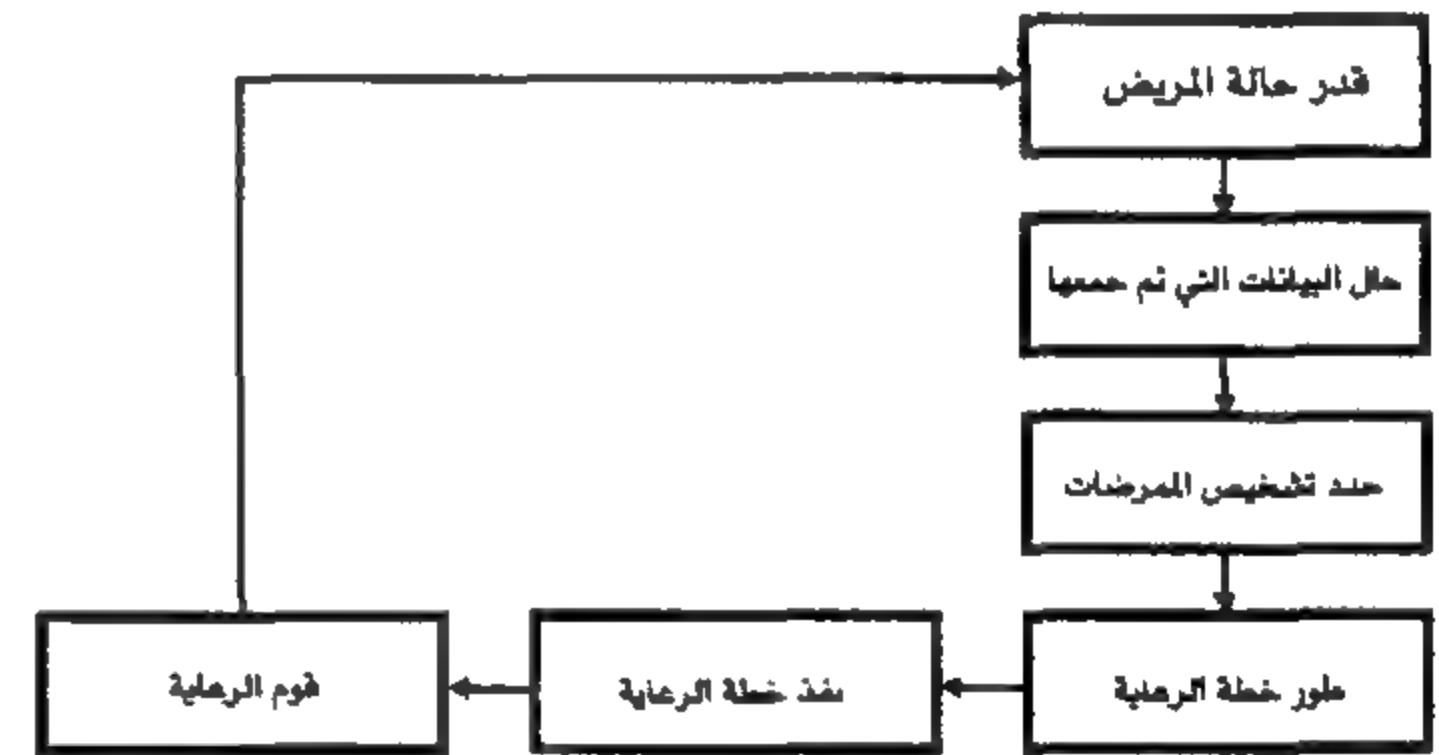 قدر حالة المريض
حلل البيانات التي تم جمعها
حدد تشخيص الممرضات
طور خطة الرعاية
نفذ خطة الرعاية
قوم الرعاية